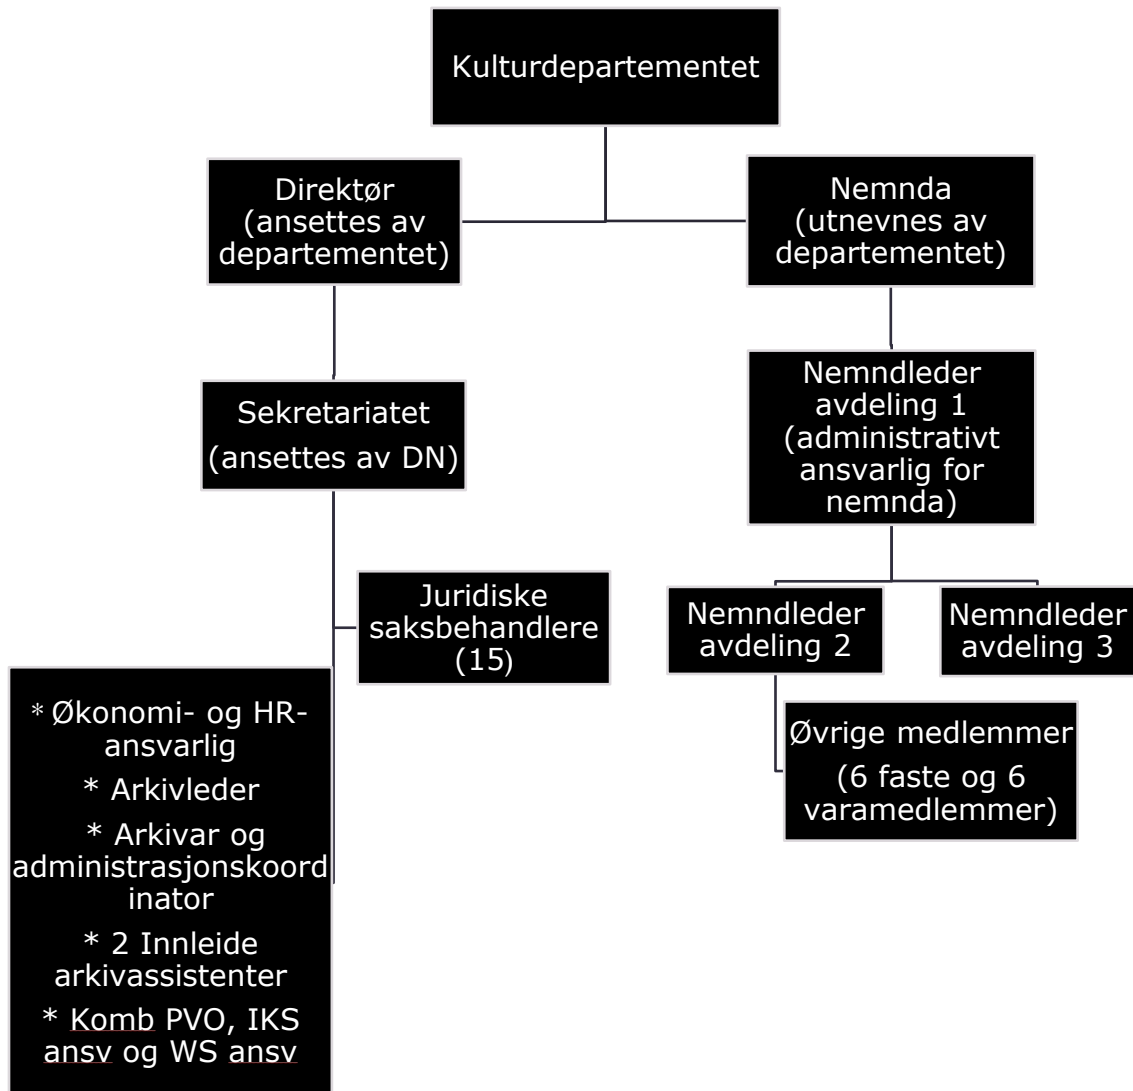 Kulturdepartementet
Direktør
(ansettes av
departementet)
Nemnda
(utnevnes av
departementet)
Sekretariatet
(ansettes av DN)
Nemndleder
avdeling 1
(administrativt
ansvarlig for
nemnda)
Juridiske
saksbehandlere
(15)
Nemndleder
avdeling 2
Nemndleder
avdeling 3
* Økonomi- og HR-
ansvarlig
* Arkivleder
* Arkivar og
administrasjonskoord
inator
* 2 Innleide
arkivassistenter
* Komb PVO, IKS
ansv og WS ansv
Øvrige medlemmer
(6 faste og 6
varamedlemmer)